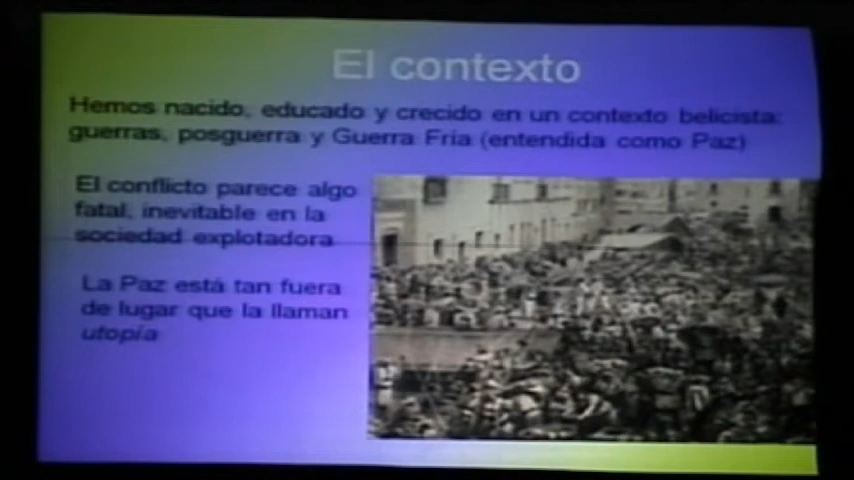 El contexto
Hemos nacido, educado y crecido en un contexto belicista:
guerras, posguerra y Guerra Fría (entendida como Paz)
El conflicto parece algo
fatal, inevitable en la
sociedad explotadora
La Paz está tan fuera
de lugar que la llaman
utopía